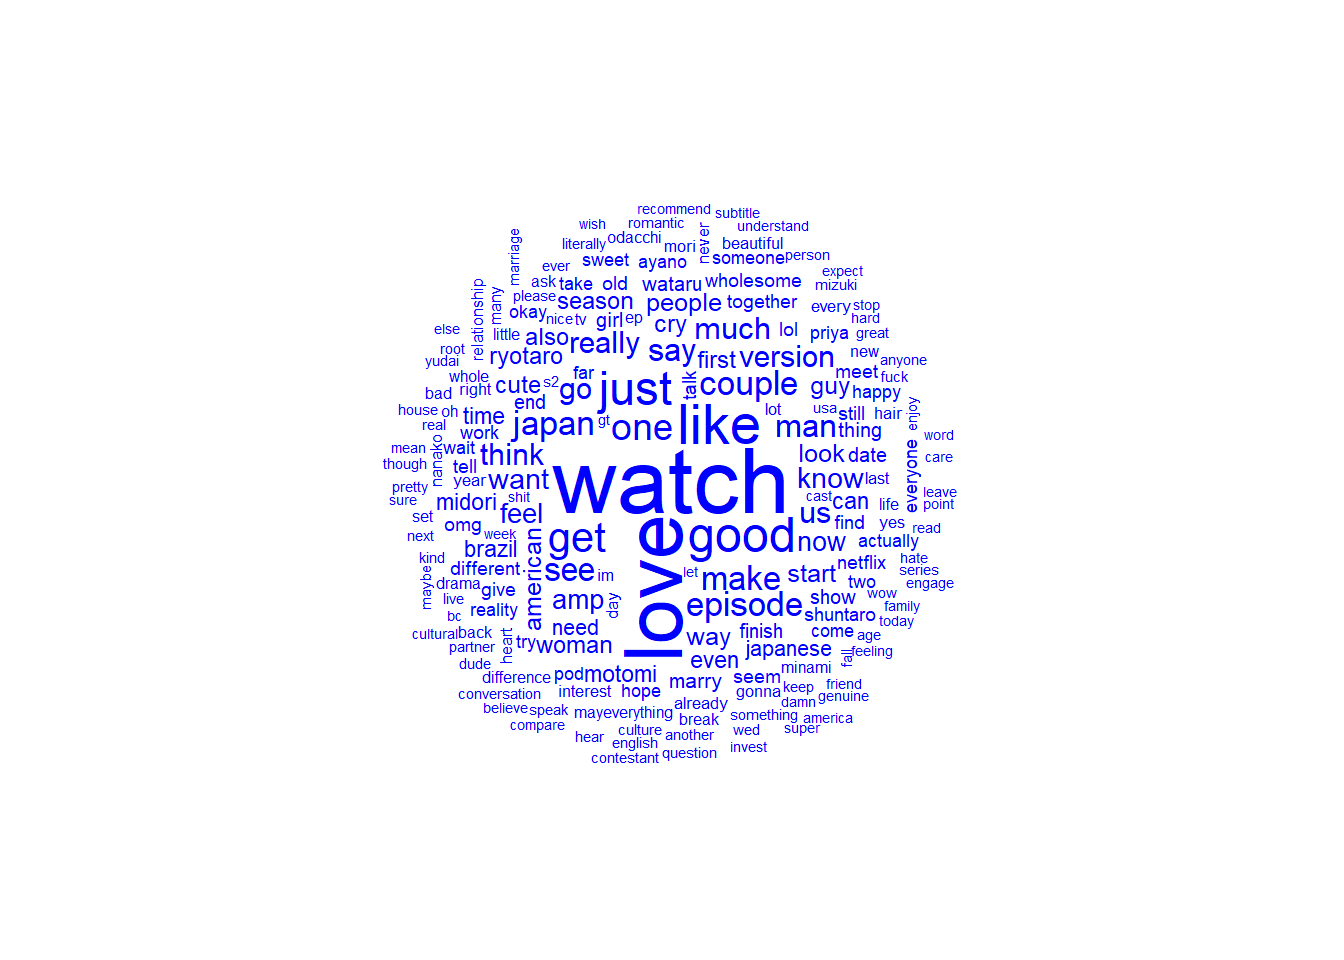 recommend
subtitle
wish
romantic
understand
literally
odacchi
mori
never
beautiful
marriage
ever
sweet
ayano
someone
person
ask
take
old
wataru
wholesome
expect
mizuki
relationship
many
please
season
people
together
every
stop
okay
nice
tv
girl
ep
cry
much
lol
priya
hard
great
else
little
also
really
say
first
version
new
anyone
root
yudai
ryotaro
far
talk
couple
guy
meet
fuck
whole
right
cute
s2
go
just
happy
bad
end
lot
usa
still
hair
enjoy
house
oh
time
japan
gt
one
like
man
thing
real
work
word
mean
nanako
wait
think
look
date
everyone
care
though
tell
watch
know
last
pretty
year
want
cast
can
life
leave
sure
midori
shit
feel
us
point
set
omg
find
yes
read
next
week
get
love
good
now
actually
kind
brazil
american
hate
maybe
different
.
see
im
let
make
start
netflix
series
drama
give
two
engage
live
reality
amp
day
episode
show
wow
family
bc
shuntaro
today
cultural
back
heart
try
need
way
finish
come
age
partner
woman
japanese
fall
feeling
dude
even
minami
difference
pod
motomi
marry
seem
conversation
interest
hope
gonna
keep
friend
genuine
believe
speak
may
everything
already
damn
compare
break
something
america
hear
culture
another
wed
super
english
contestant
question
invest